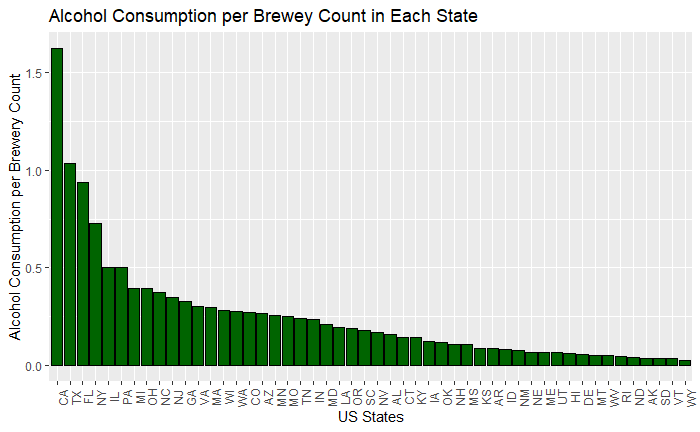 Alcohol Consumption per Brewey Count in Each State
Alcohol Consumption per Brewery Count
1.5
1.0
0.5
0.0
CA TX FL NY IL PA MI OH NC NJ GA VA MA WI WA CO AZ MN MO TN IN MD LA OR SC NV AL CT KY IA OK NH MS KS AR ID NM NE ME UT HI DE MT WV RI ND AK SD VT WY
US States